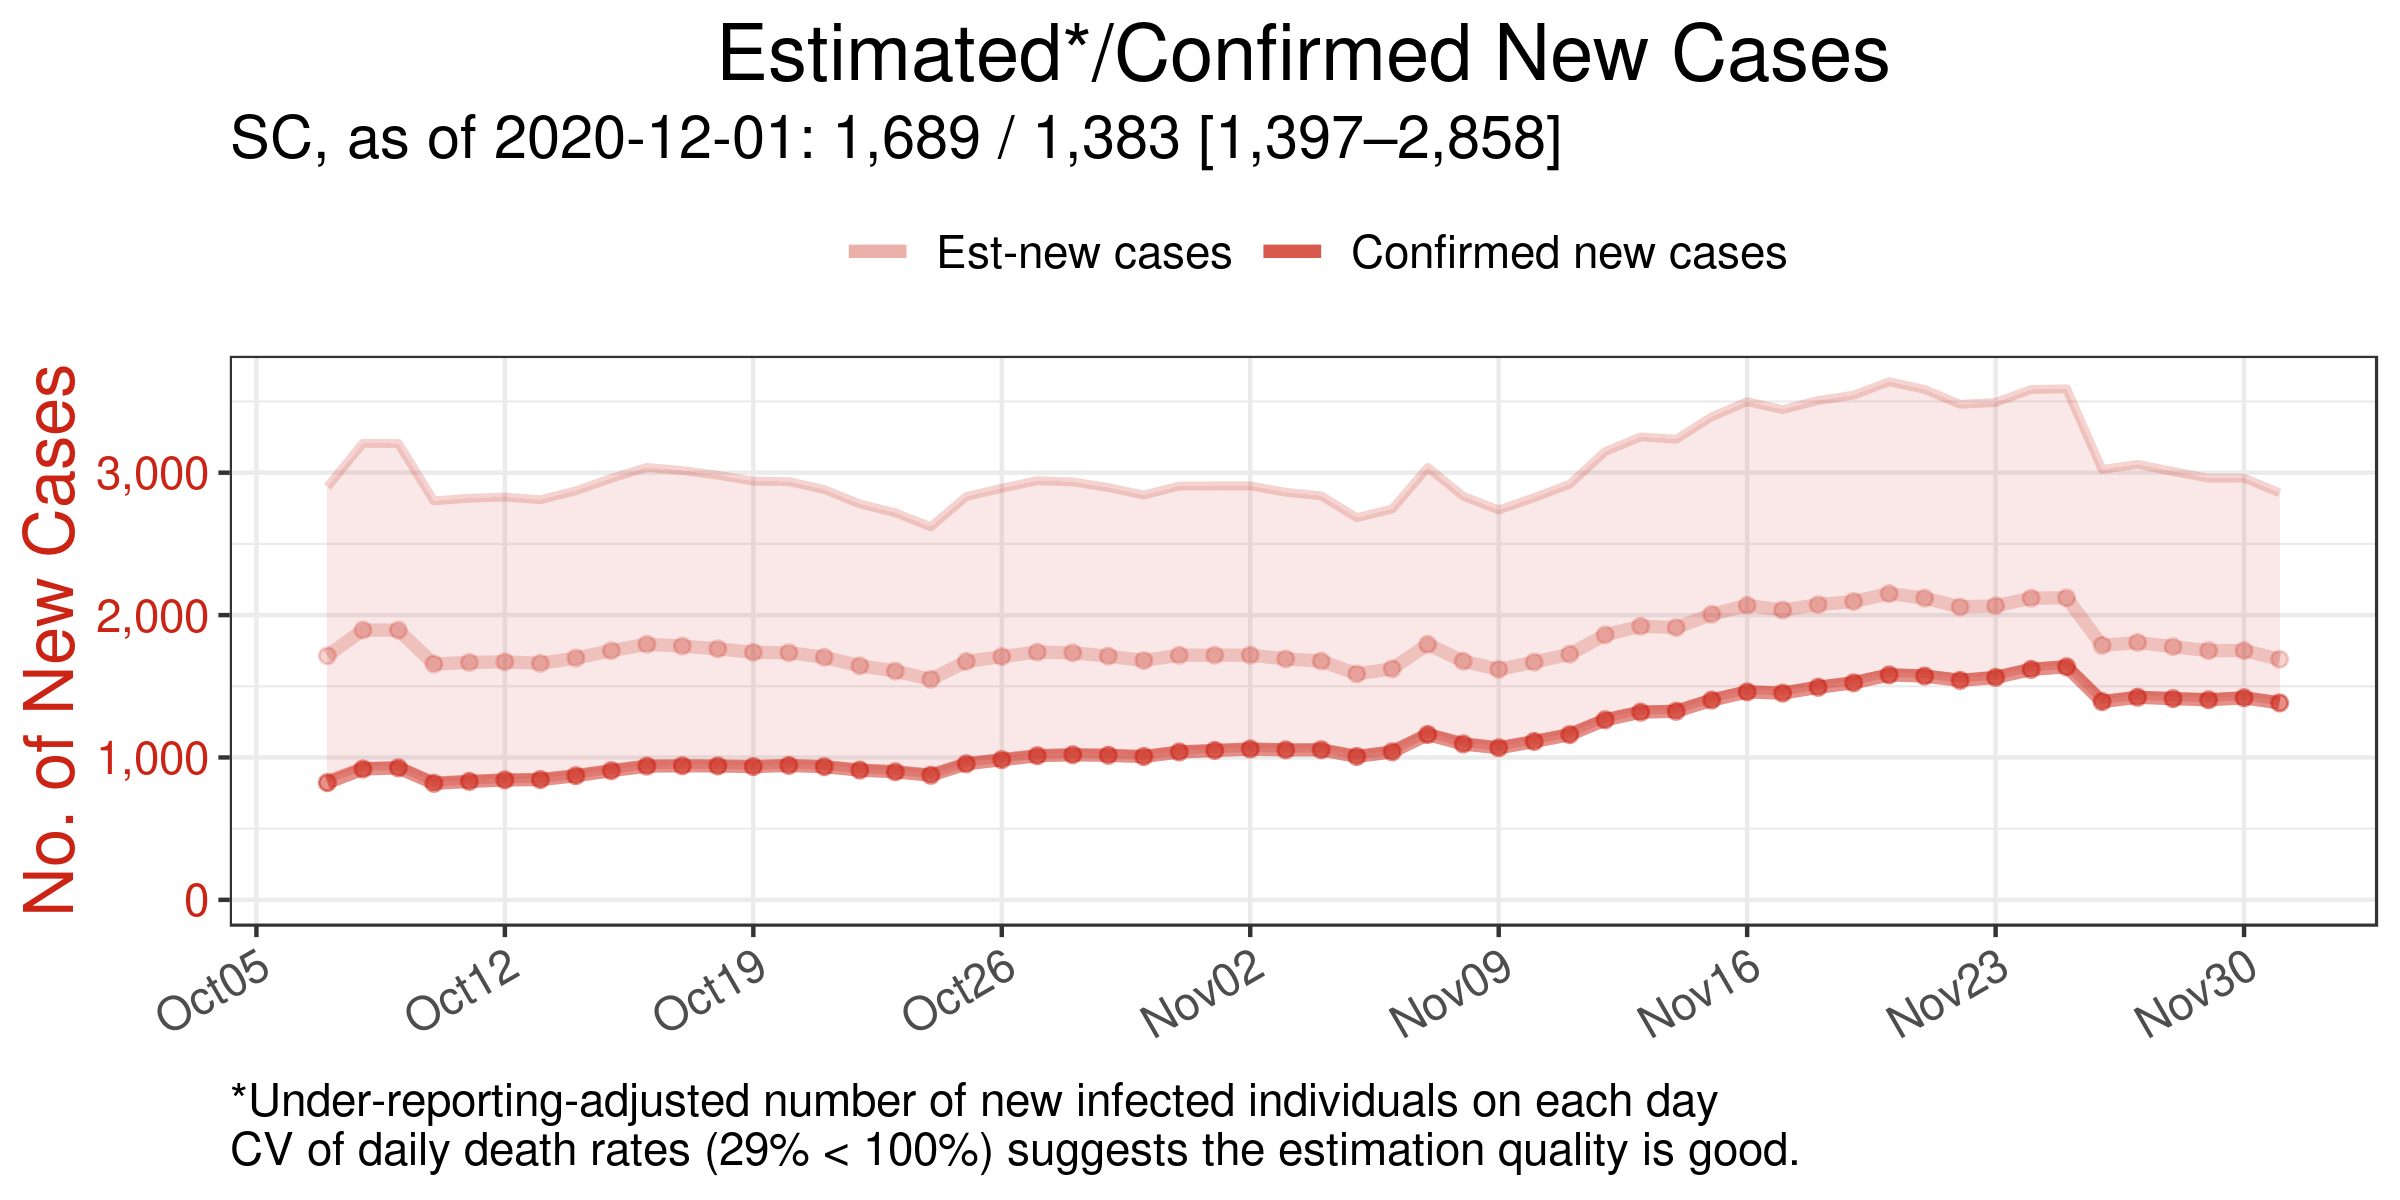 Estimated*/Confirmed New Cases
SC, as of 2020-12-01: 1,689 / 1,383 [1,397–2,858]
Est-new cases Confirmed new cases
No. of New Cases
3,000
2,000
1,000
0
Oct05 Oct12 Oct19 Oct26 Nov02 Nov09 Nov16 Nov23 Nov30
*Under-reporting-adjusted number of new infected individuals on each day
CV of daily death rates (29% < 100%) suggests the estimation quality is good.